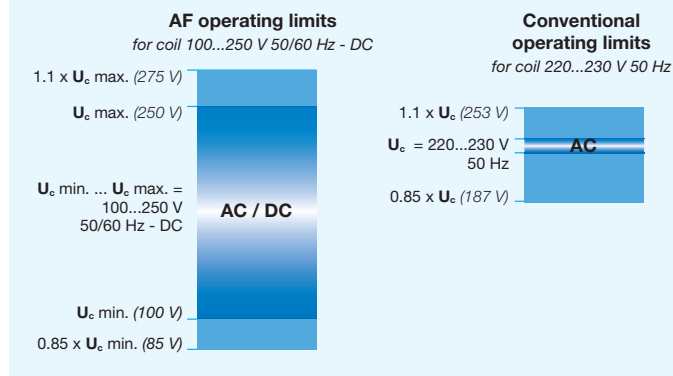 AF operating limits
for coil 100...250 V 50/60 Hz - DC
1.1 x Uc max. (275 V)
Uc max. (250 V)
Uc min. ... Uc max. =
100...250 V
50/60 Hz - DC
AC / DC
Uc min. (100 V)
0.85 x Uc min. (85 V)
Conventional
operating limits
for coil 220...230 V 50 Hz
1.1 x Uc (253 V)
Uc = 220...230 V
50 Hz
AC
0.85 x Uc (187 V)